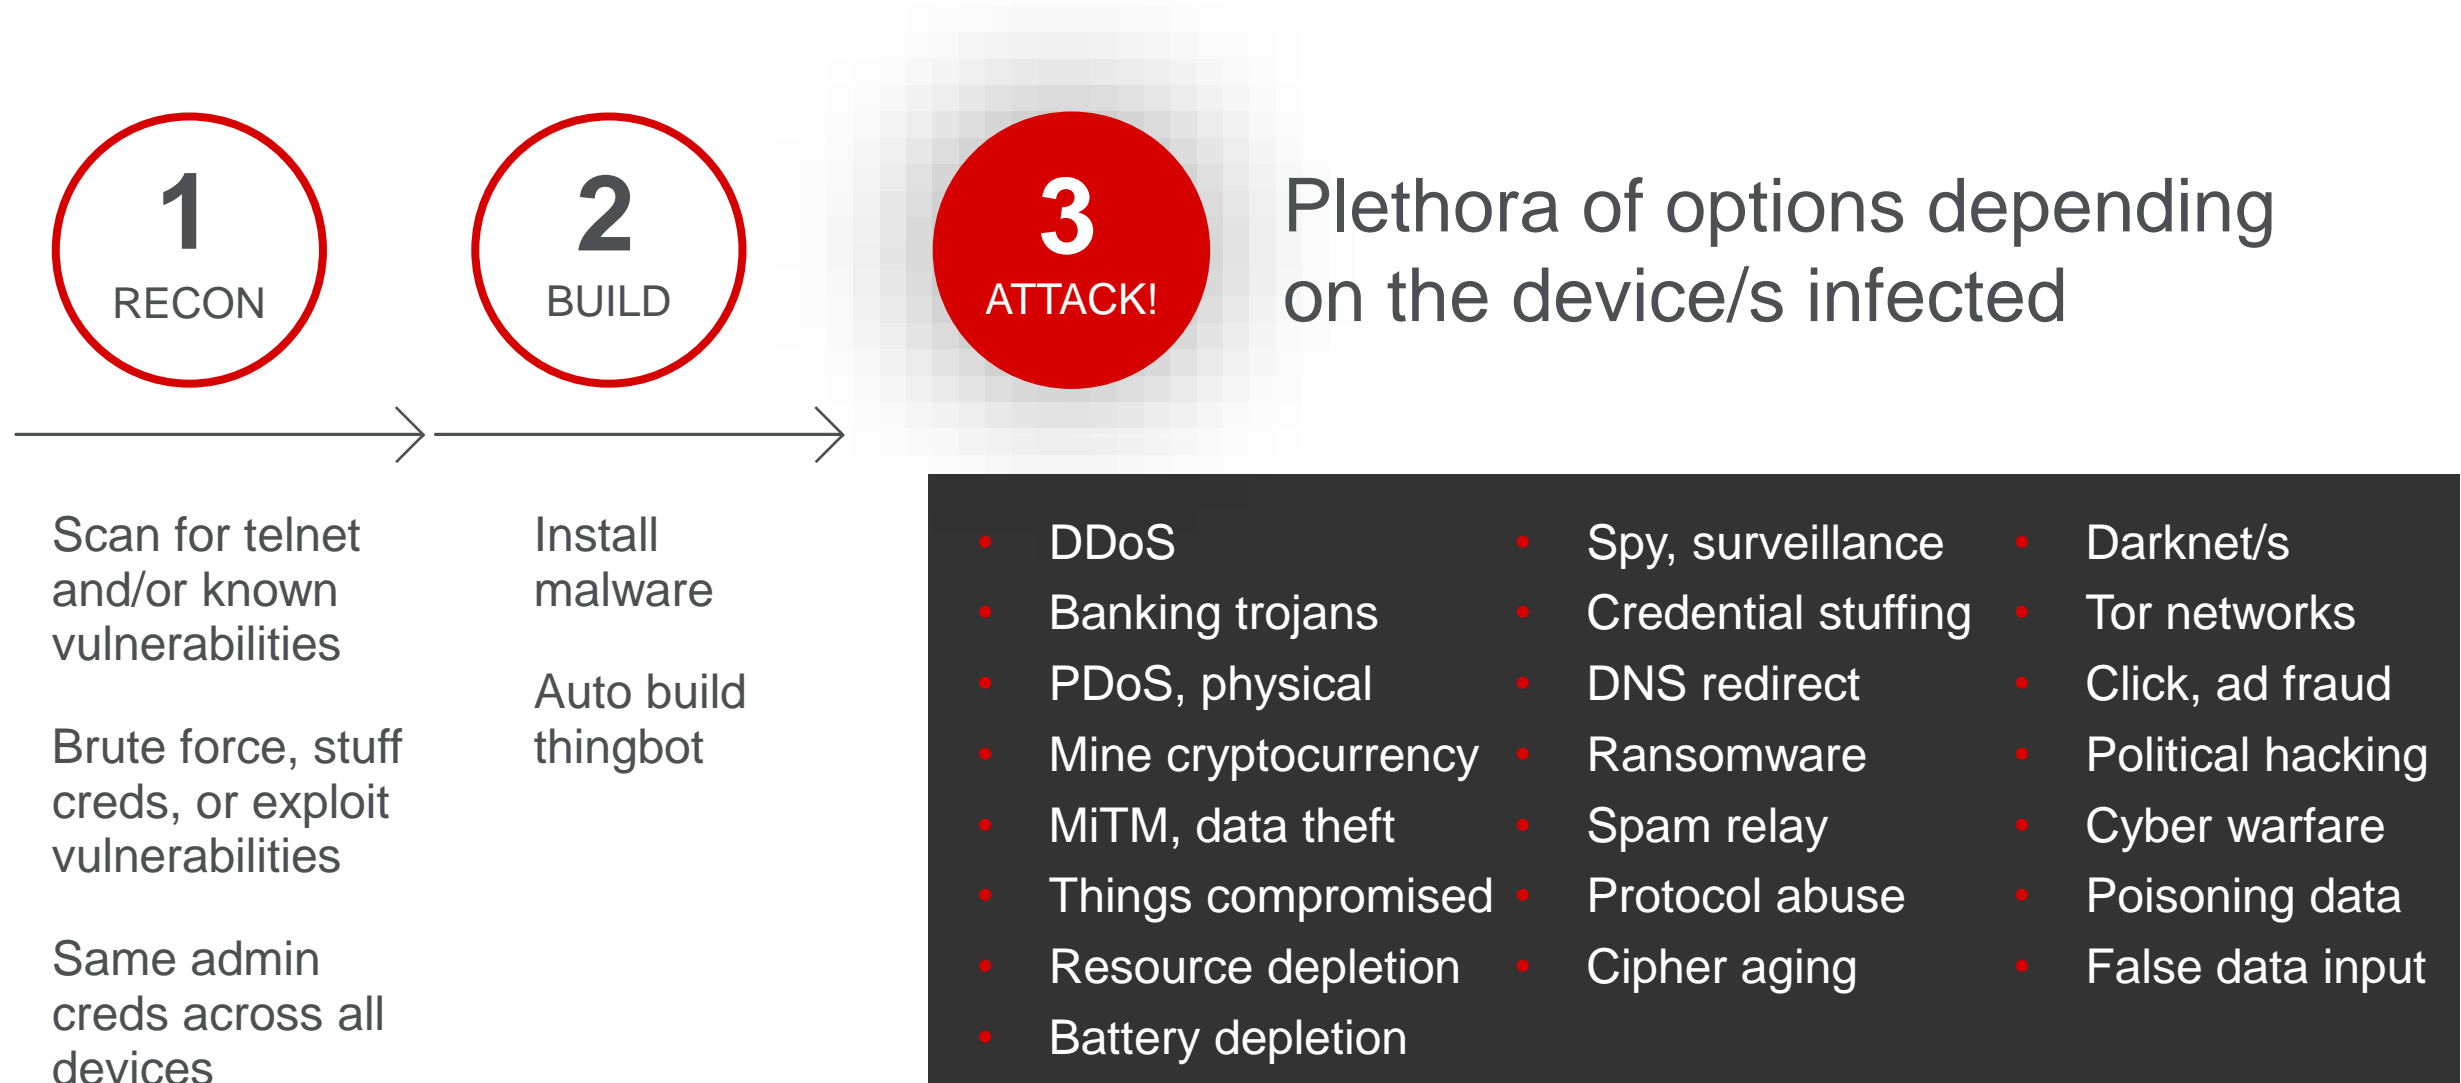 1
RECON
2
BUILD
3
ATTACK!
Plethora of options depending
on the device/s infected
Scan for telnet
and/or known
vulnerabilities
Brute force, stuff
creds, or exploit
vulnerabilities
Same admin
creds across all
devices
Install
malware
Auto build
thingbot
• DDoS
• Banking trojans
• PDoS, physical
• Mine cryptocurrency
• MiTM, data theft
• Things compromised
• Resource depletion
• Battery depletion
• Spy, surveillance
• Credential stuffing
• DNS redirect
• Ransomware
• Spam relay
• Protocol abuse
• Cipher aging
• Darknet/s
• Tor networks
• Click, ad fraud
• Political hacking
• Cyber warfare
• Poisoning data
• False data input